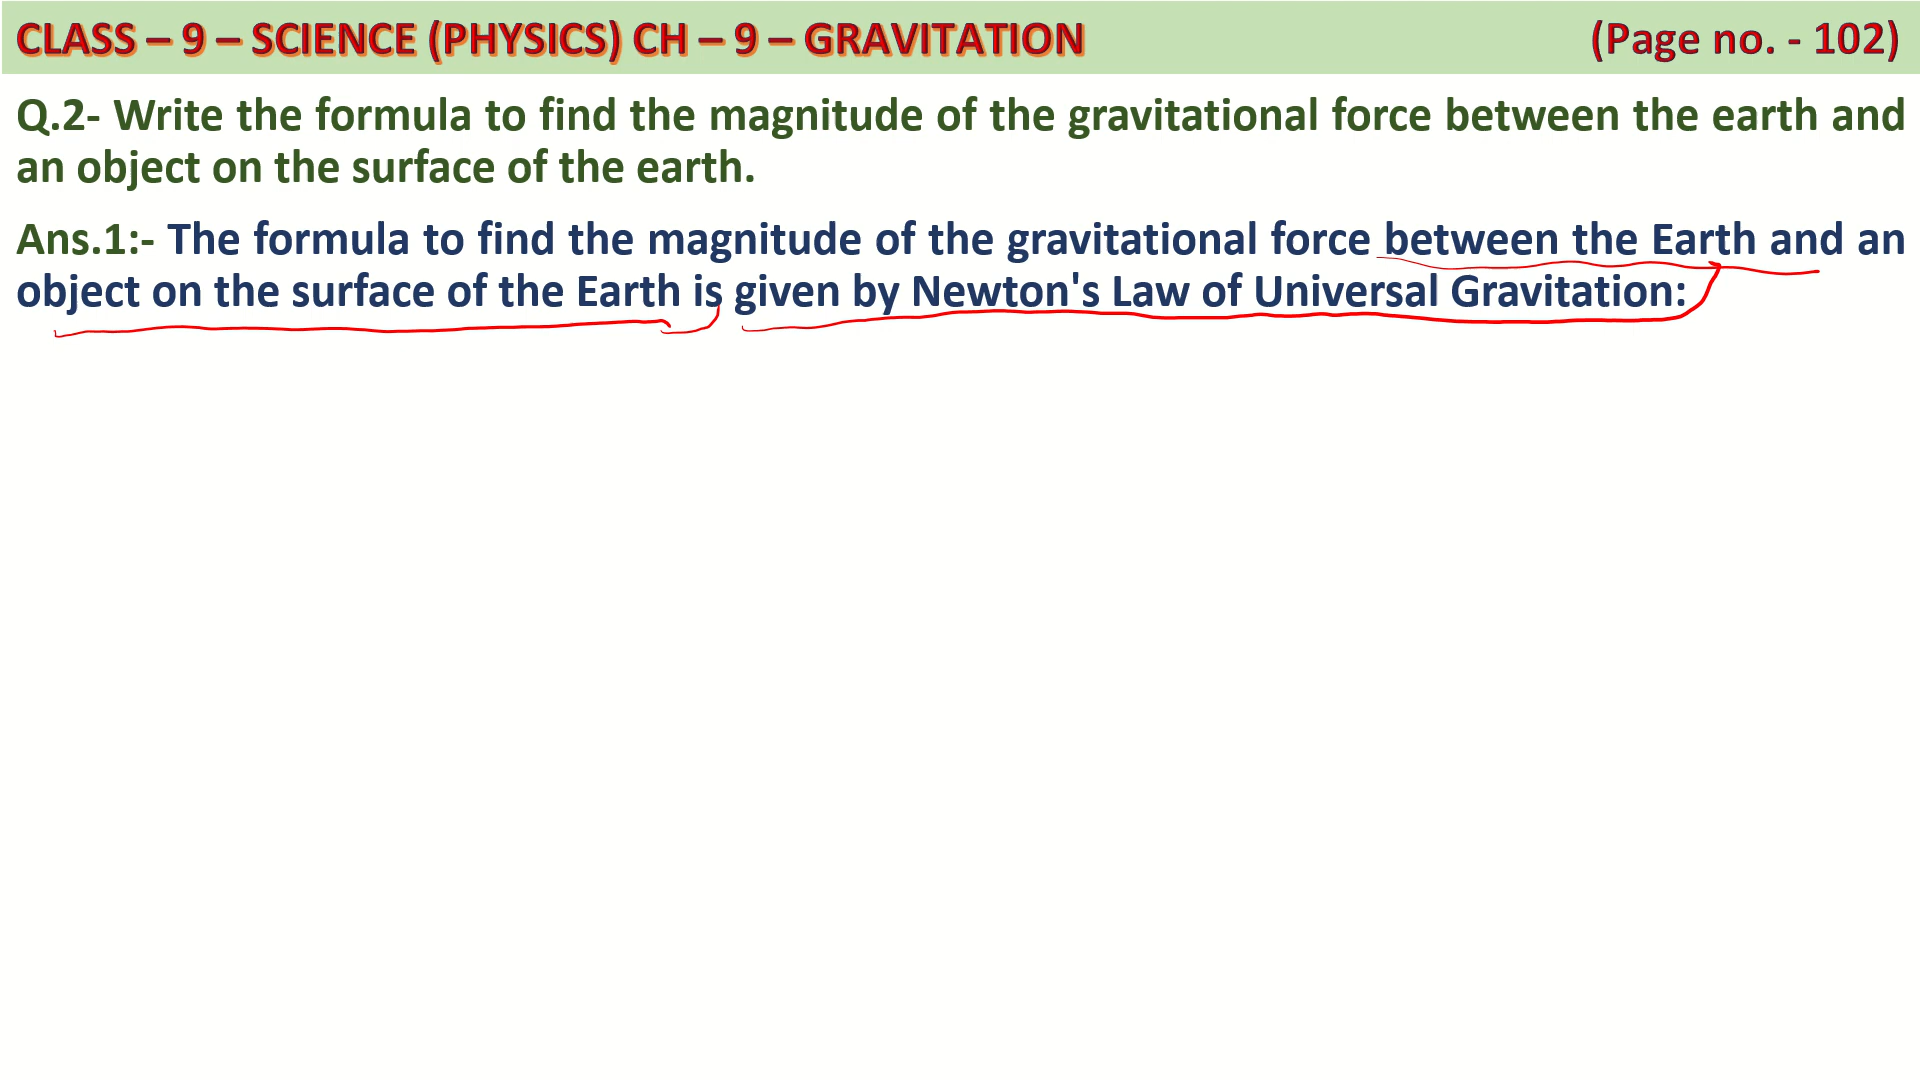 CLASS – 9 – SCIENCE (PHYSICS) CH – 9 – GRAVITATION (Page no. - 102)
Q.2- Write the formula to find the magnitude of the gravitational force between the earth and
an object on the surface of the earth.
Ans.1:- The formula to find the magnitude of the gravitational force between the Earth and an
object on the surface of the Earth is given by Newton's Law of Universal Gravitation: